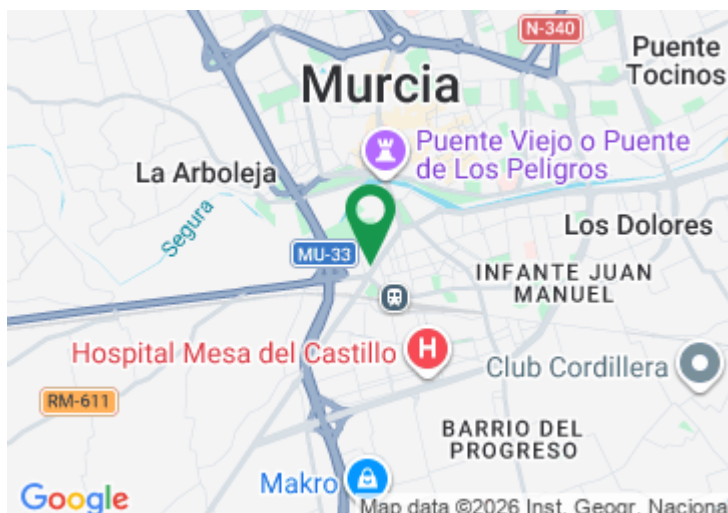 N-340
Puente
Tocinos
Murcia
Puente Viejo o Puente
de Los Peligros
La Arboleja
Segura
Los Dolores
MU-33
INFANTE JUAN
MANUEL
Hospital Mesa del Castillo
H
Club Cordillera
RM-611
BARRIO DEL
PROGRESO
Makro
Google
Map data ©2026 Inst. Geogr. Naciona